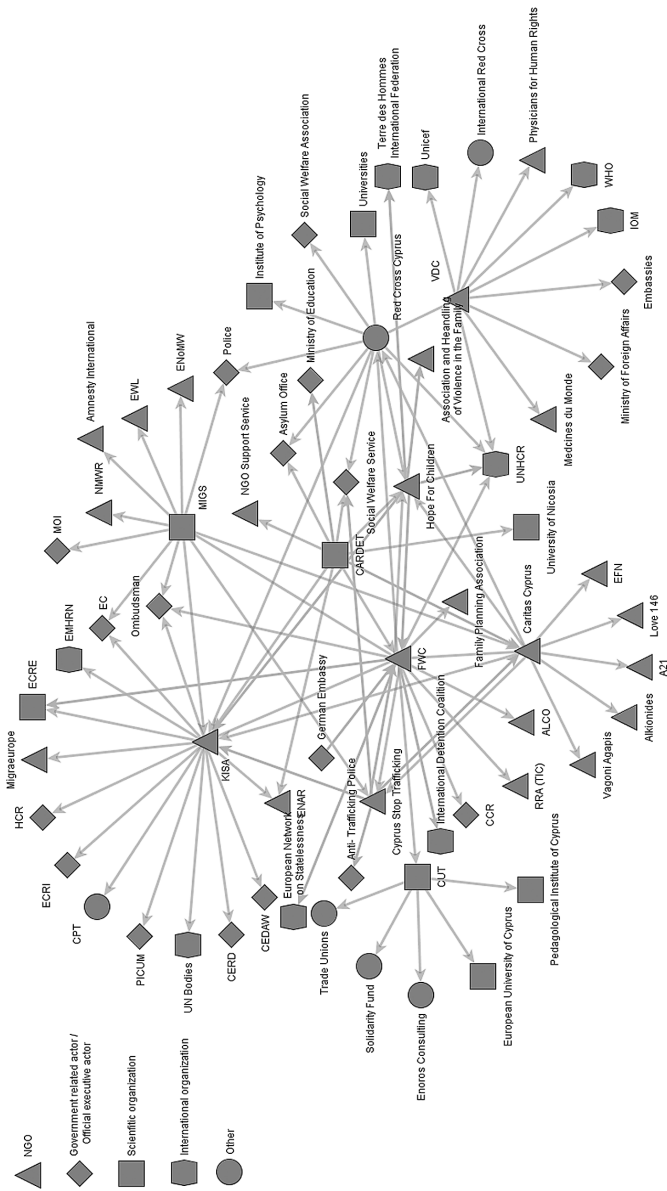 NGO
Government related actor /
Official executive actor
Scienfitic organization
International organization
Other
Migraeurope
ECRE
EMHRN
EC
MOI
Ombudsman
NMWR
Amnesty International
EWL
ENoMW
Police
MIGS
NGO Support Service
Institute of Psychology
Social Welfare Association
Universities
Terre des Hommes
International Federation
Unicef
International Red Cross
Physicians for Human Rights
WHO
IOM
Embassies
Ministry of Foreign Affairs
Medcines du Monde
VDC
Red Cross Cyprus
Ministry of Education
Asylum Office
Social Welfare Service
Association and Heandling
of Violence in the Family
Hope For Children
UNHCR
CARDET
University of Nicosia
Family Planning Association
Caritas Cyprus
EFN
Love 146
A21
Alkionides
Vagoni Agapis
ALCO
RRA (TIC)
FWC
German Embassy
International Detention Coalition
CCR
Cyprus Stop Trafficking
Anti- Trafficking Police
KISA
ENAR
European Network
on Statelessness
HCR
ECRI
CPT
PICUM
UN Bodies
CERD
CEDAW
Trade Unions
CUT
Solidarity Fund
Enoros Consulting
European University of Cyprus
Pedagological Institute of Cyprus